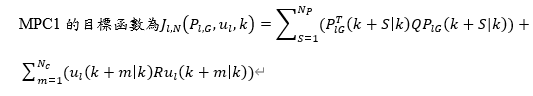 MPC1 的目標函數為J_{l,N}(P_{l,G}, u_l, k) = ∑_{S=1}^{N_P}(P_{lG}^T(k + S|k)QP_{lG}(k + S|k)) +
∑_{m=1}^{N_c}(u_l(k + m|k)Ru_l(k + m|k))↵